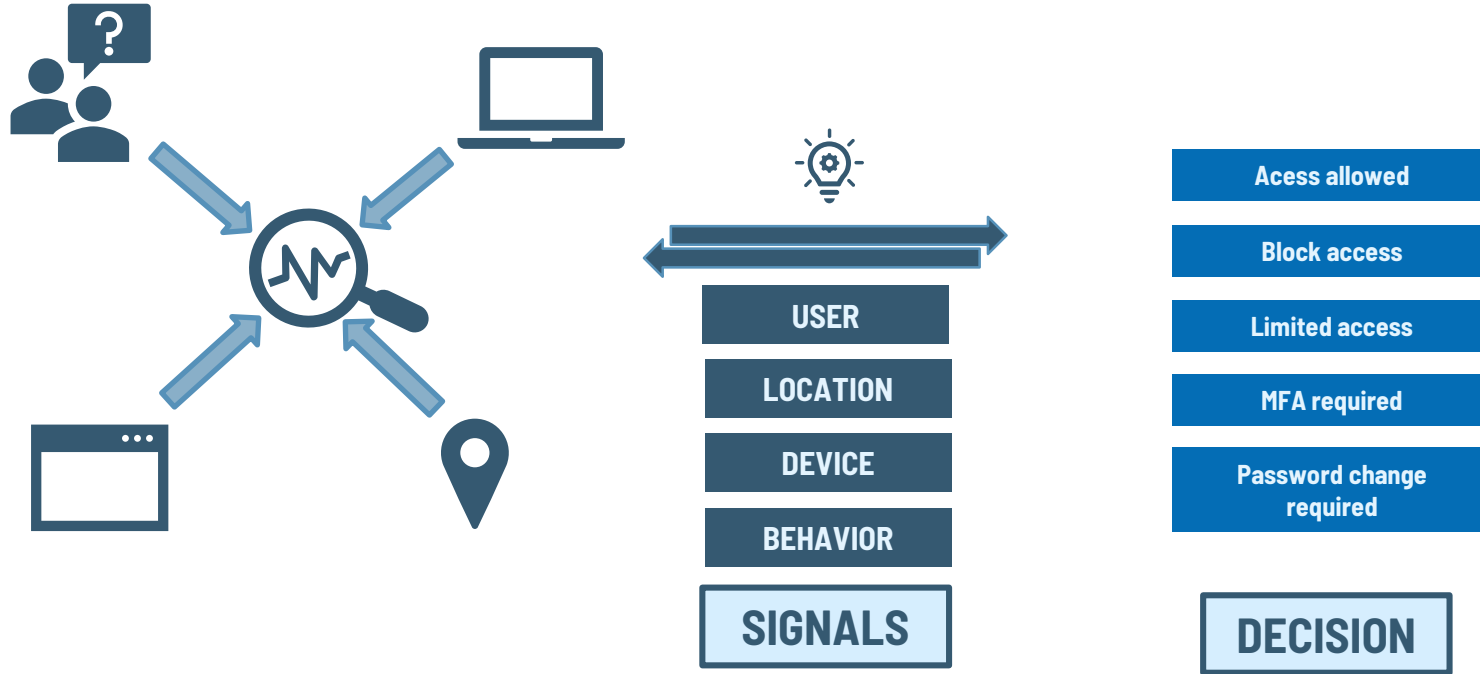 ?
USER
LOCATION
DEVICE
BEHAVIOR
SIGNALS
Acess allowed
Block access
Limited access
MFA required
Password change
required
DECISION